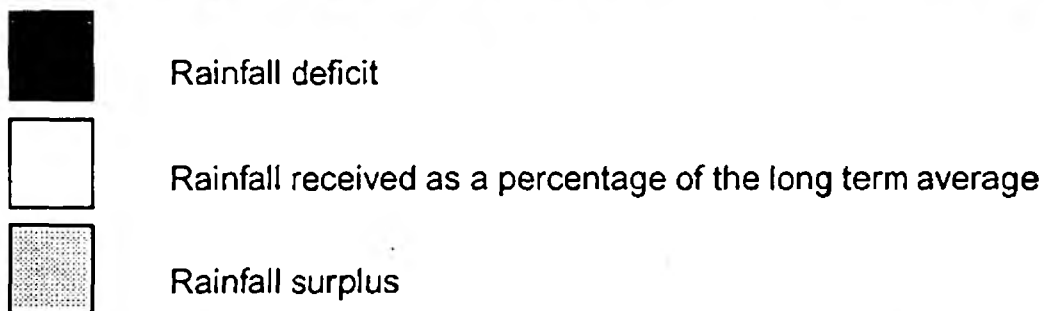 Rainfall deficit
Rainfall received as a percentage of the long term average
Rainfall surplus